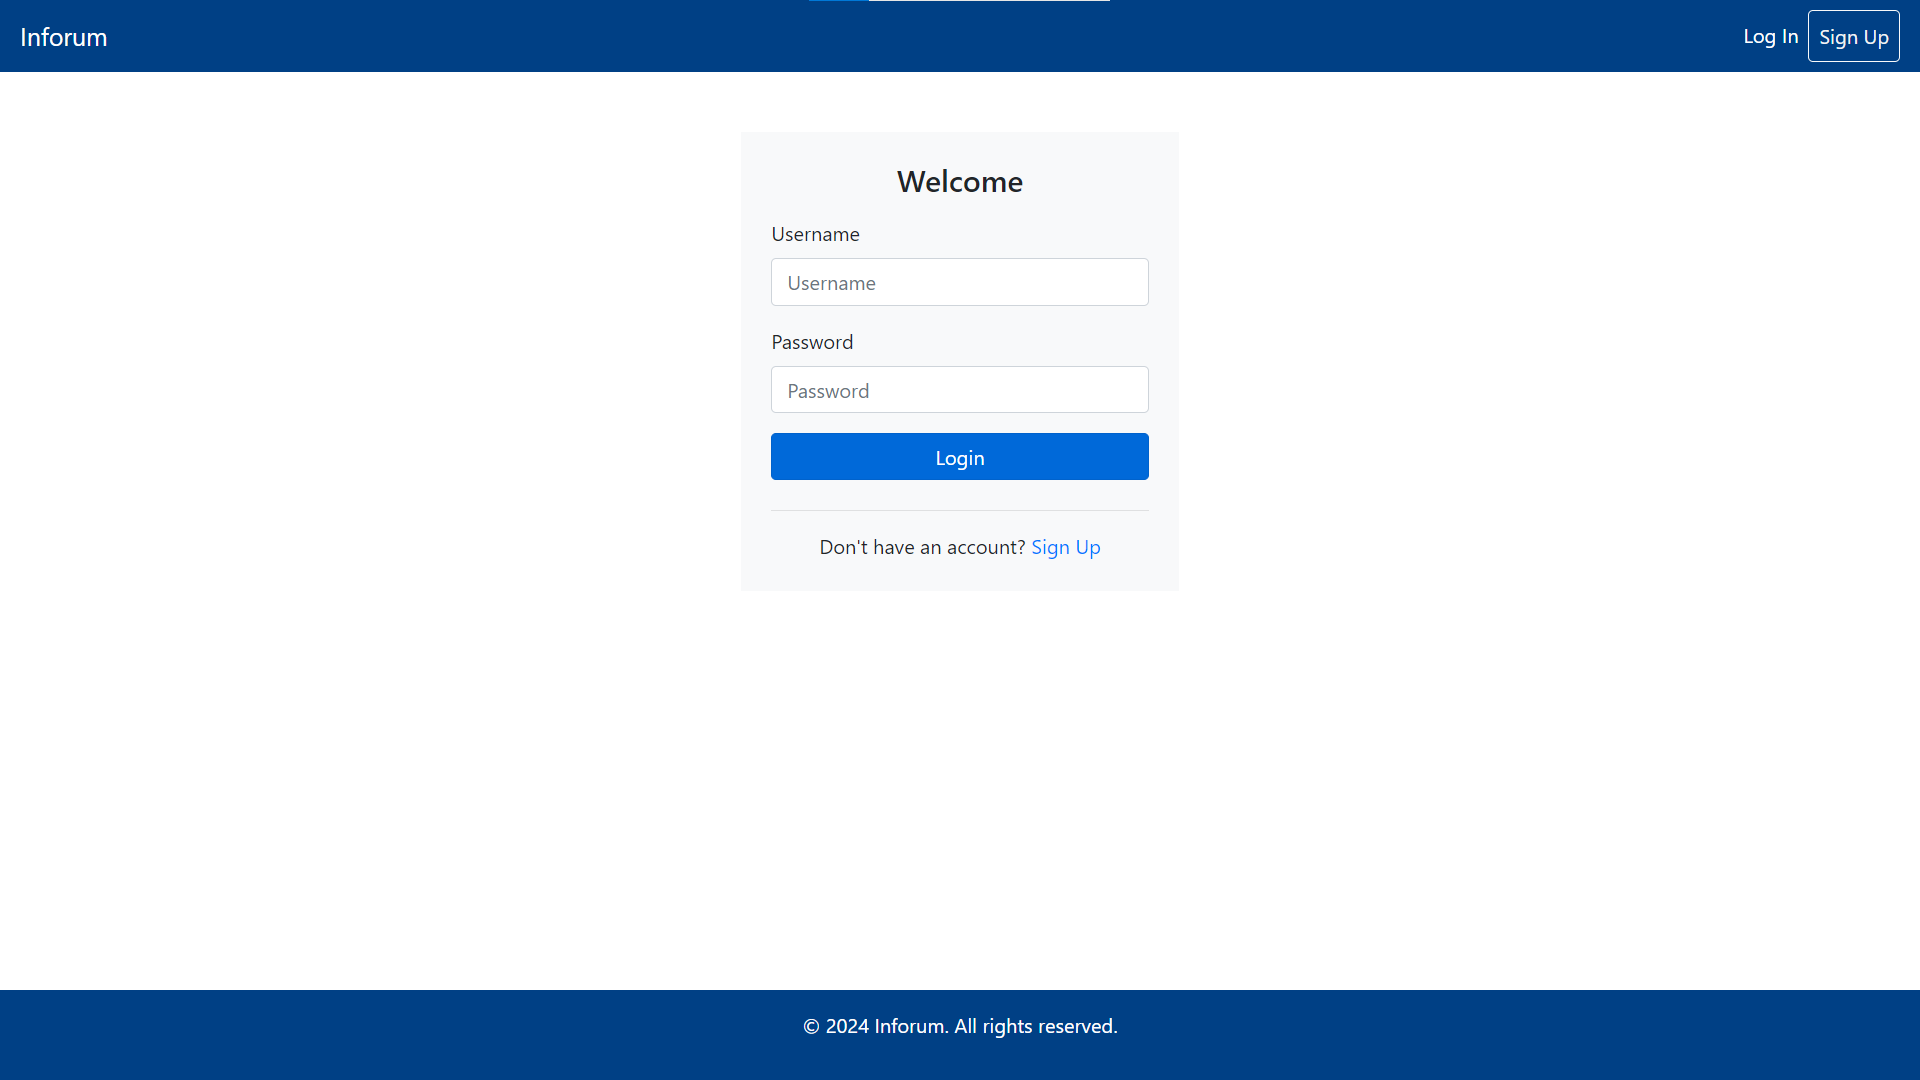 Inforum
Log In
Sign Up
Welcome
Username
Username
Password
Password
Login
Don't have an account? Sign Up
© 2024 Inforum. All rights reserved.